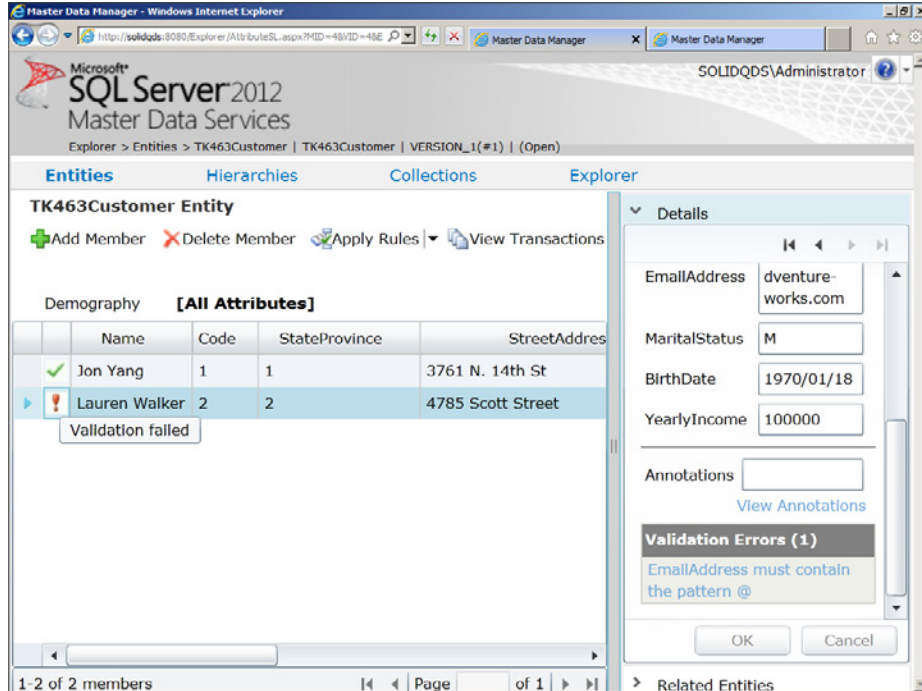 Master Data Manager - Windows Internet Explorer
http://solidqds:8080/Explorer/AttributeSL.aspx?MID=4&VID=4&E
Master Data Manager
Master Data Manager
Microsoft®
SQL Server 2012
Master Data Services
SOLIDQDS\Administrator
Explorer > Entities > TK463Customer | TK463Customer | VERSION_1(#1) | (Open)
Entities Hierarchies Collections Explorer
TK463Customer Entity
Add Member Delete Member Apply Rules View Transactions
Demography [All Attributes]
Name Code StateProvince StreetAddres
Jon Yang 1 1 3761 N. 14th St
Lauren Walker 2 2 4785 Scott Street
Validation failed
1-2 of 2 members Page of 1
Details
EmailAddress dventure-
works.com
MaritalStatus M
BirthDate 1970/01/18
YearlyIncome 100000
Annotations
View Annotations
Validation Errors (1)
EmailAddress must contain
the pattern @
OK Cancel
Related Entities